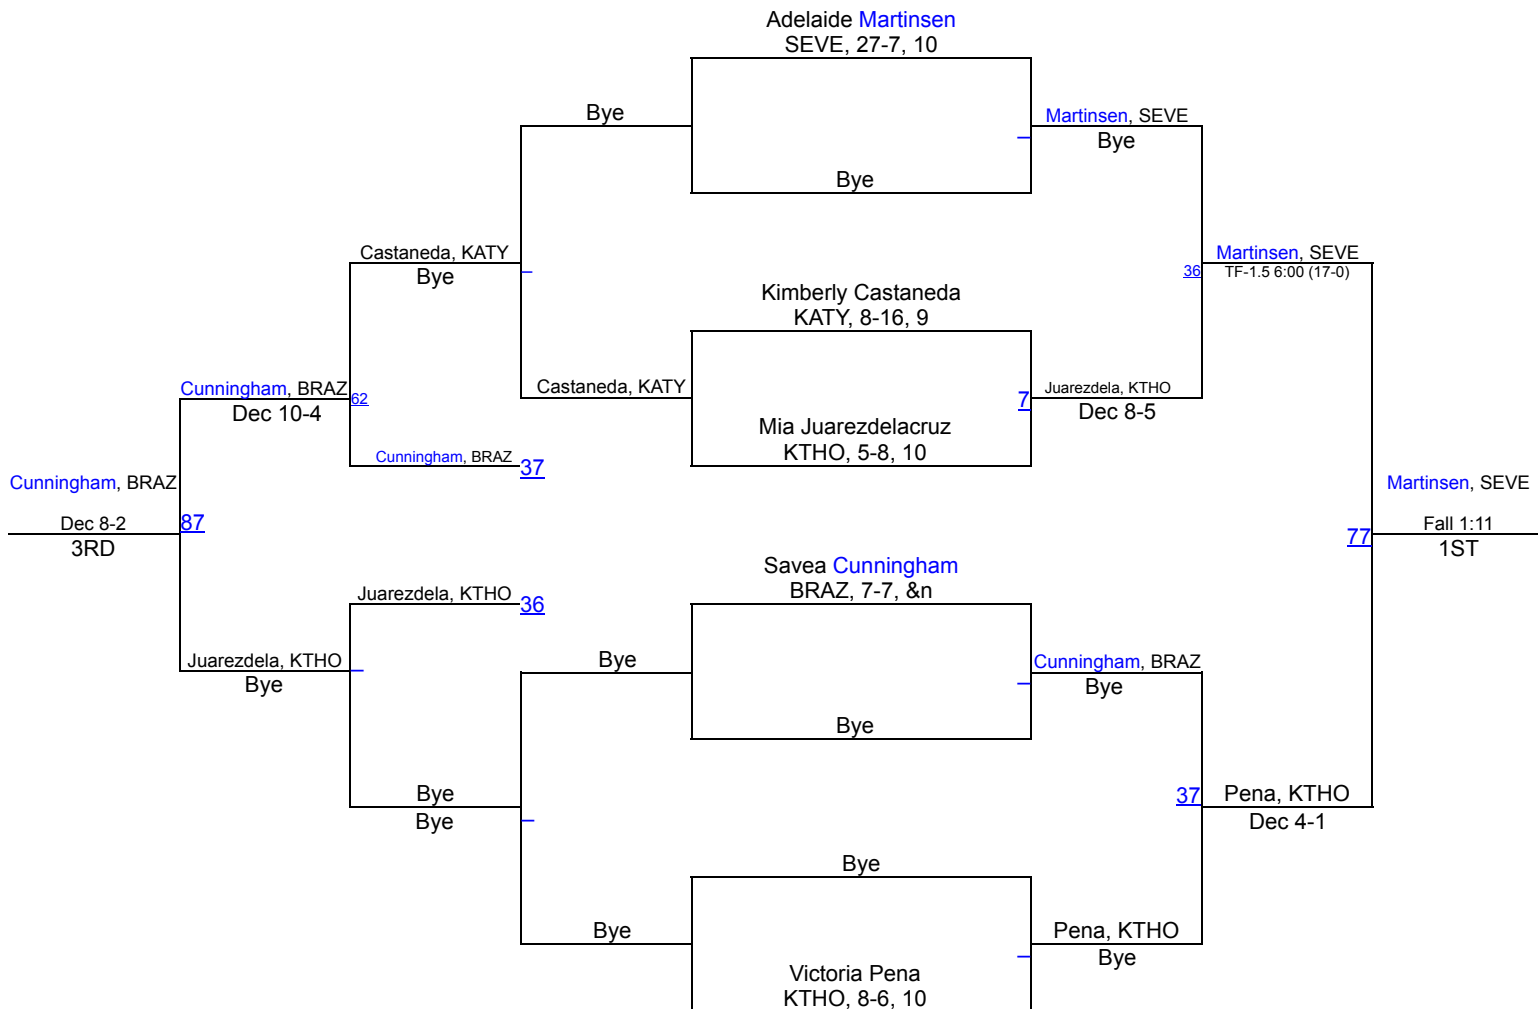 Adelaide Martinsen
SEVE, 27-7, 10
Bye
Martinsen, SEVE
Bye
Bye
Castaneda, KATY
Bye
Martinsen, SEVE
36
TF-1.5 6:00 (17-0)
Kimberly Castaneda
KATY, 8-16, 9
Cunningham, BRAZ
62
Dec 10-4
Castaneda, KATY
7
Juarezdela, KTHO
Dec 8-5
Mia Juarezdelacruz
KTHO, 5-8, 10
Cunningham, BRAZ
37
Cunningham, BRAZ
Dec 8-2
87
3RD
Martinsen, SEVE
77
Fall 1:11
1ST
Savea Cunningham
BRAZ, 7-7, &n
Juarezdela, KTHO
36
Juarezdela, KTHO
Bye
Bye
Cunningham, BRAZ
Bye
Bye
Bye
Bye
37
Pena, KTHO
Dec 4-1
Bye
Bye
Pena, KTHO
Bye
Victoria Pena
KTHO, 8-6, 10